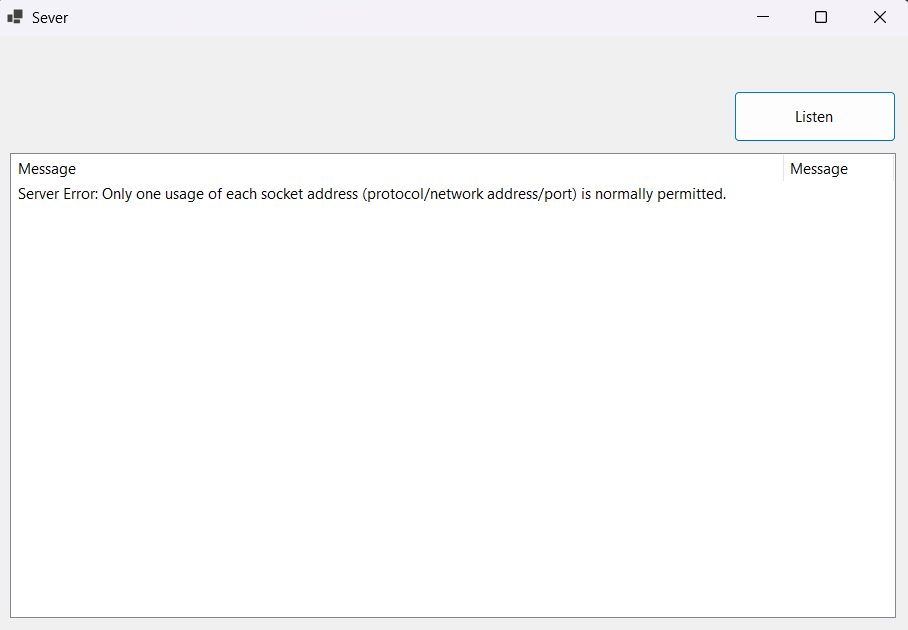 Sever
Listen
Message Message
Server Error: Only one usage of each socket address (protocol/network address/port) is normally permitted.